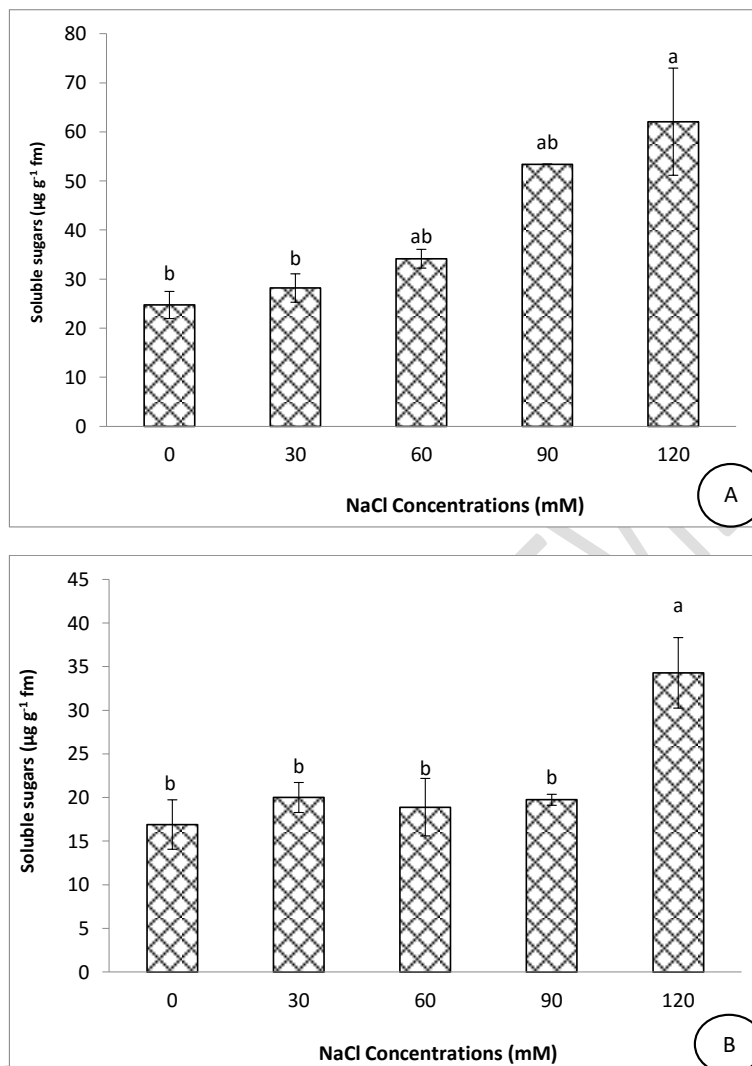 80
70
60
50
40
30
20
10
0
Soluble sugars (µg g⁻¹ fm)
b
b
ab
ab
a
0 30 60 90 120
NaCl Concentrations (mM)
A
45
40
35
30
25
20
15
10
5
0
Soluble sugars (µg g⁻¹ fm)
b
b
b
b
a
0 30 60 90 120
NaCl Concentrations (mM)
B